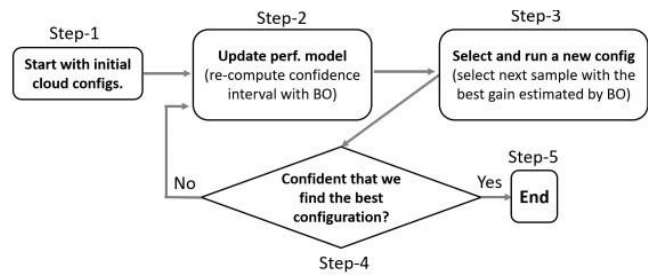 Step-1
Start with initial
cloud configs.
Step-2
Update perf. model
(re-compute confidence
interval with BO)
Step-3
Select and run a new config
(select next sample with the
best gain estimated by BO)
No
Confident that we
find the best
configuration?
Yes
Step-5
End
Step-4